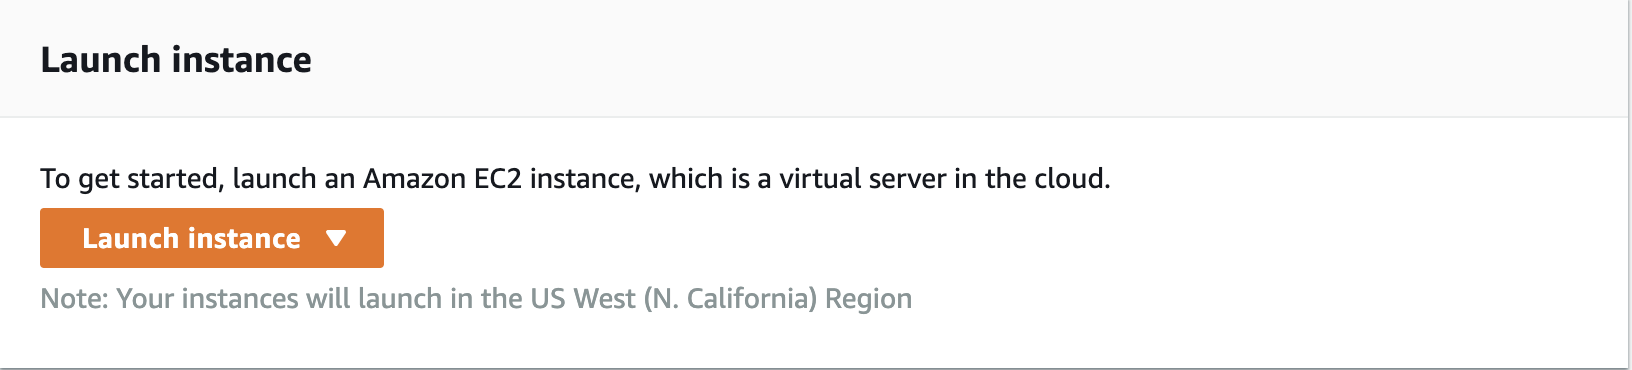 Launch instance
To get started, launch an Amazon EC2 instance, which is a virtual server in the cloud.
Launch instance
Note: Your instances will launch in the US West (N. California) Region